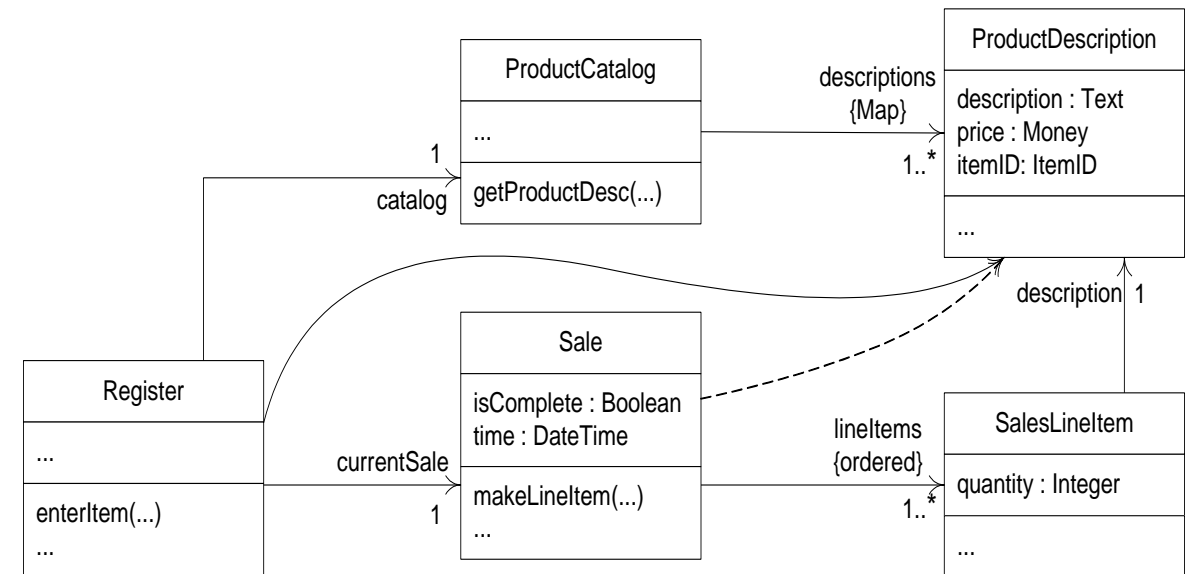 ProductCatalog
...
getProductDesc(...)
descriptions
{Map}
1..*
ProductDescription
description : Text
price : Money
itemID: ItemID
...
1
catalog
description
1
Register
...
enterItem(...)
...
currentSale
1
Sale
isComplete : Boolean
time : DateTime
makeLineItem(...)
...
lineItems
{ordered}
1..*
SalesLineItem
quantity : Integer
...